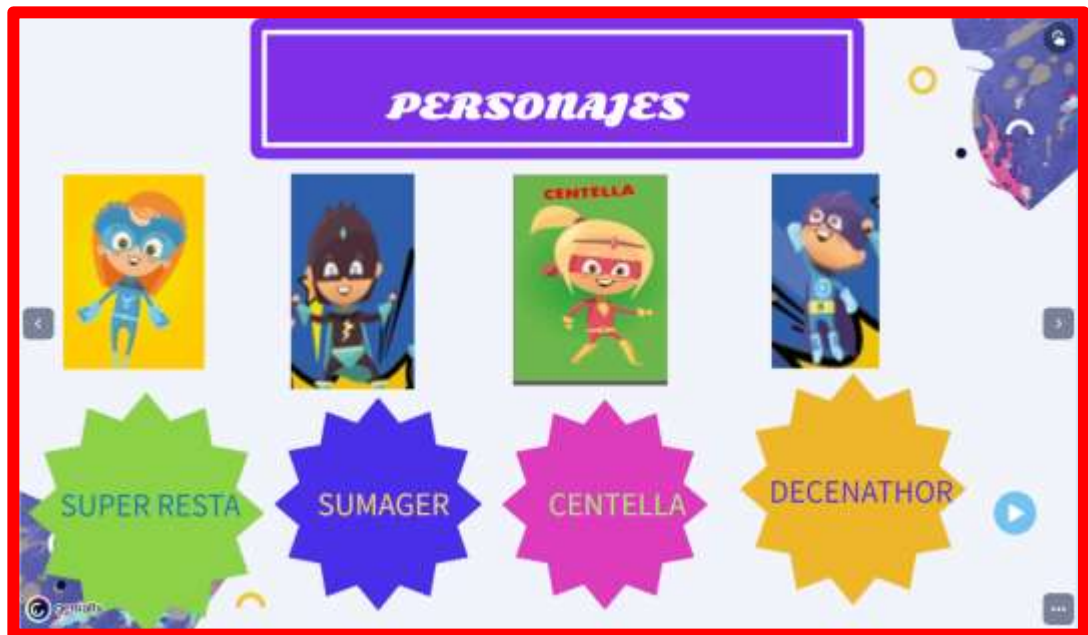 PERSONAJES
CENTELLA
SUPER RESTA
SUMAGER
CENTELLA
DECENATHOR